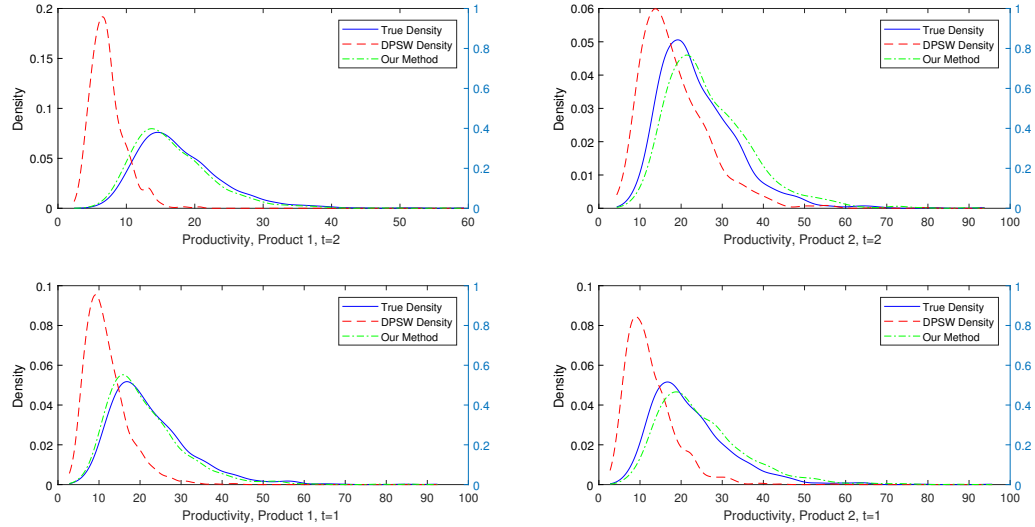 0.2
0.15
0.1
0.05
0
Density
1
0.8
0.6
0.4
0.2
0
True Density
DPSW Density
Our Method
0 10 20 30 40 50 60
Productivity, Product 1, t=2
0.06
0.05
0.04
0.03
0.02
0.01
0
Density
1
0.8
0.6
0.4
0.2
0
True Density
DPSW Density
Our Method
0 10 20 30 40 50 60 70 80 90 100
Productivity, Product 2, t=2
0.1
0.08
0.06
0.04
0.02
0
Density
1
0.8
0.6
0.4
0.2
0
True Density
DPSW Density
Our Method
0 10 20 30 40 50 60 70 80 90 100
Productivity, Product 1, t=1
0.1
0.08
0.06
0.04
0.02
0
Density
1
0.8
0.6
0.4
0.2
0
True Density
DPSW Density
Our Method
0 10 20 30 40 50 60 70 80 90 100
Productivity, Product 2, t=1